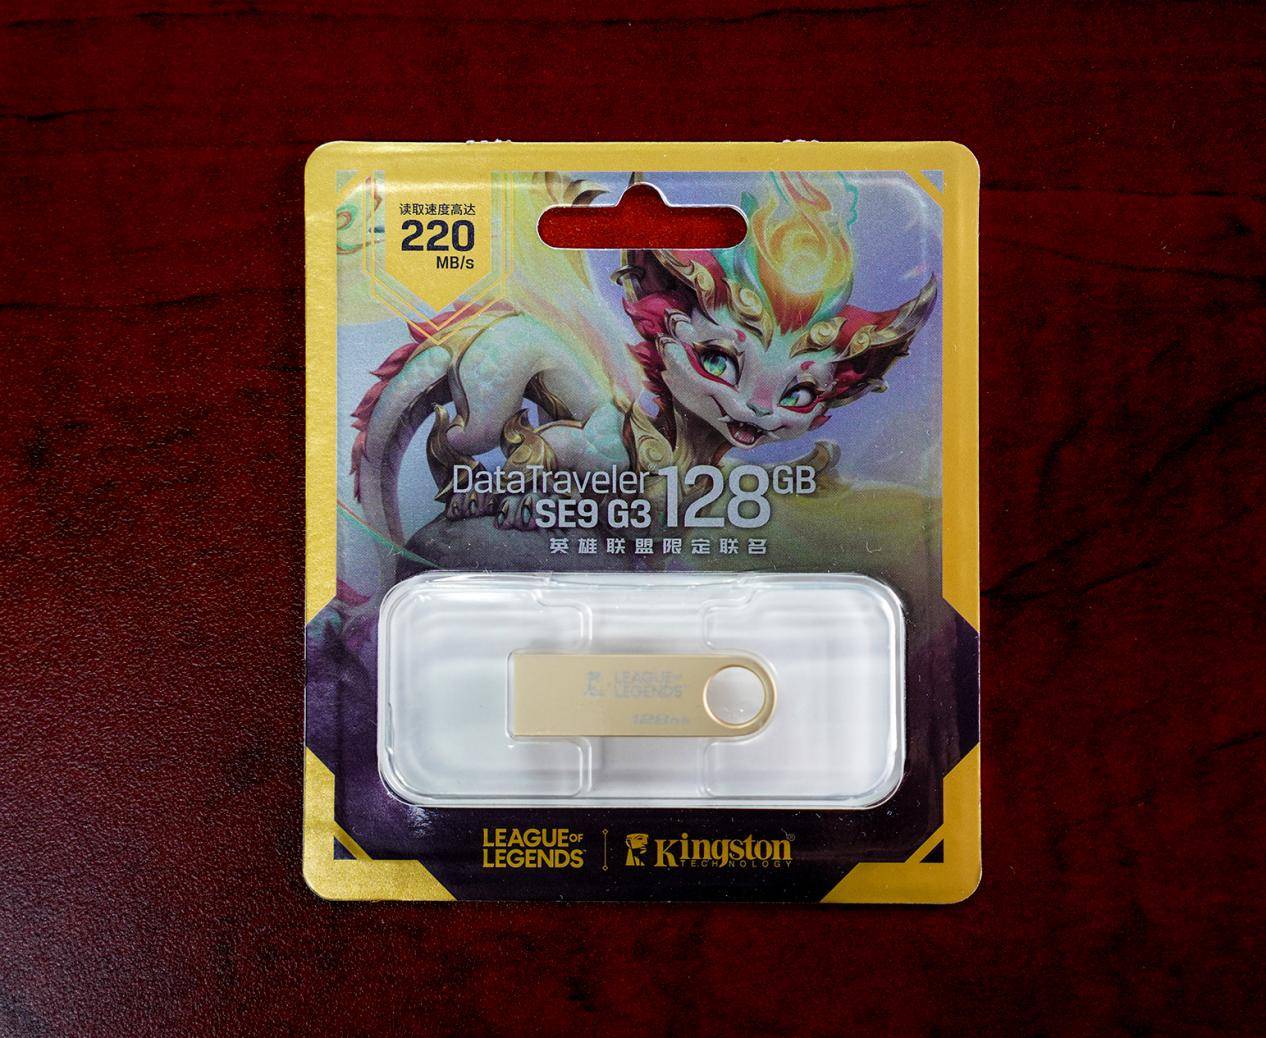 读取速度高达
220
MB/s
DataTraveler® 128GB
SE9 G3
英雄联盟限定联名
LEAGUE OF
LEGENDS
128GB
LEAGUE OF
LEGENDS
Kingston®
TECHNOLOGY